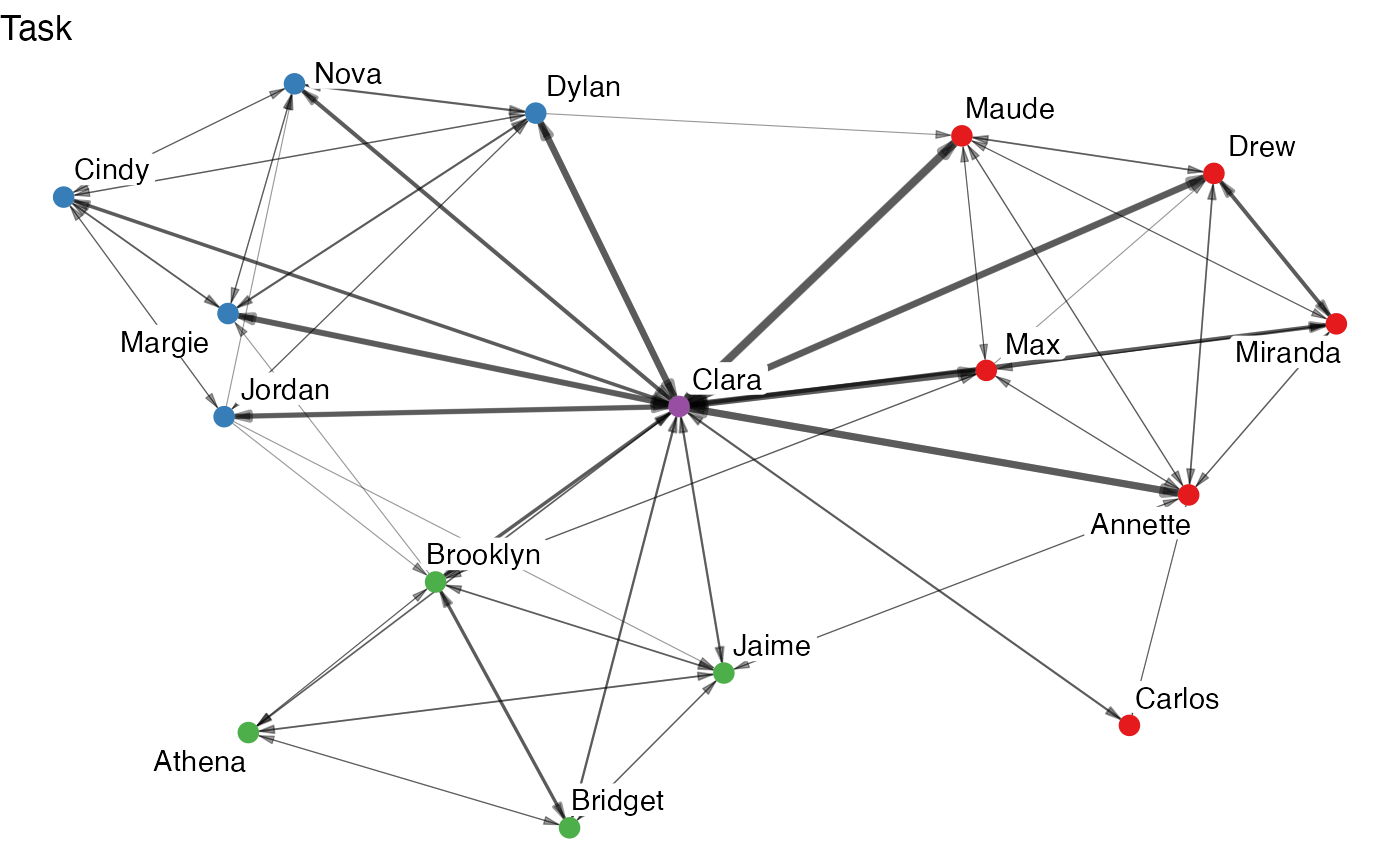 Task
Nova
Dylan
Maude
Drew
Cindy
Margie
Max
Miranda
Clara
Jordan
Annette
Brooklyn
Jaime
Carlos
Athena
Bridget